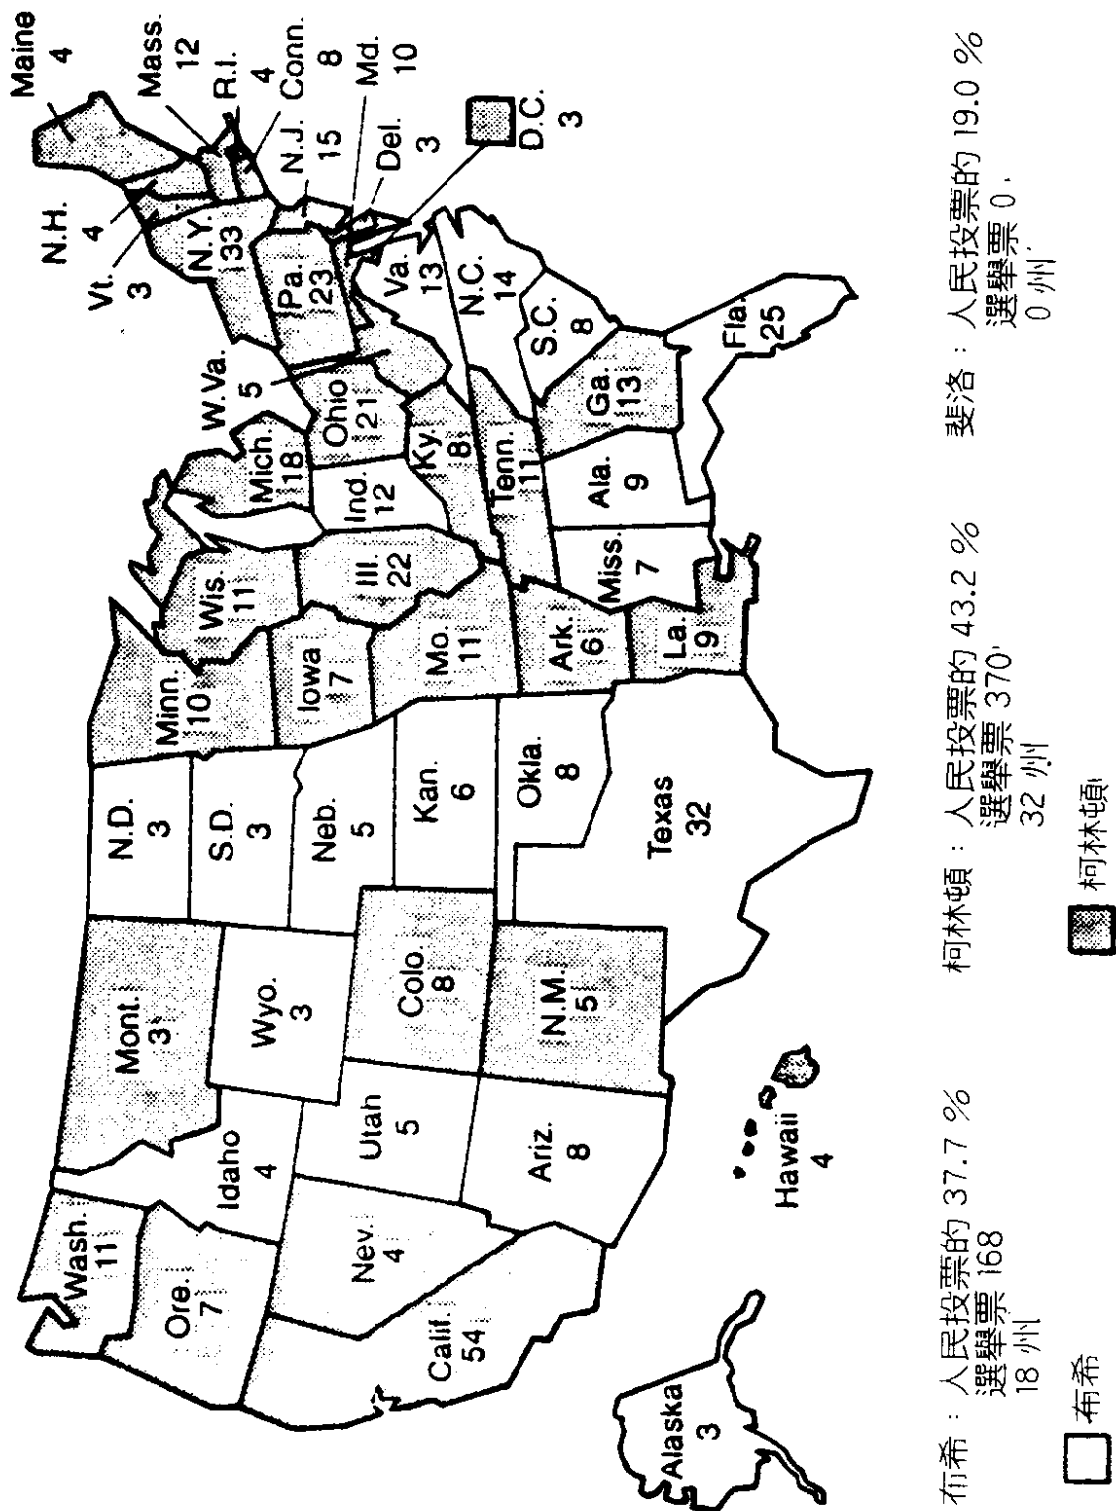 Maine
4
Mass.
12
R.I.
4
Conn.
8
N.H.
4
Vt.
3
N.Y.
33
N.J.
15
Md.
10
Del.
3
D.C.
3
Pa.
23
W.Va.
5
Va.
13
N.C.
14
S.C.
8
Ga.
13
Fla.
25
Ohio
21
Mich.
18
Ind.
12
Ky.
8
Tenn.
11
Ala.
9
Miss.
7
Wis.
11
Ill.
22
Minn.
10
Iowa
7
Mo.
11
Ark.
6
La.
9
N.D.
3
S.D.
3
Neb.
5
Kan.
6
Okla.
8
Texas
32
Mont.
3
Wyo.
3
Colo.
8
N.M.
5
Idaho
4
Utah
5
Ariz.
8
Wash.
11
Ore.
7
Nev.
4
Calif.
54
Alaska
3
Hawaii
4
布希：人民投票的 37.7 %
選舉票 168
18 州
柯林頓：人民投票的 43.2 %
選舉票 370
32 州
斐洛：人民投票的 19.0 %
選舉票 0
0 州
布希
柯林頓